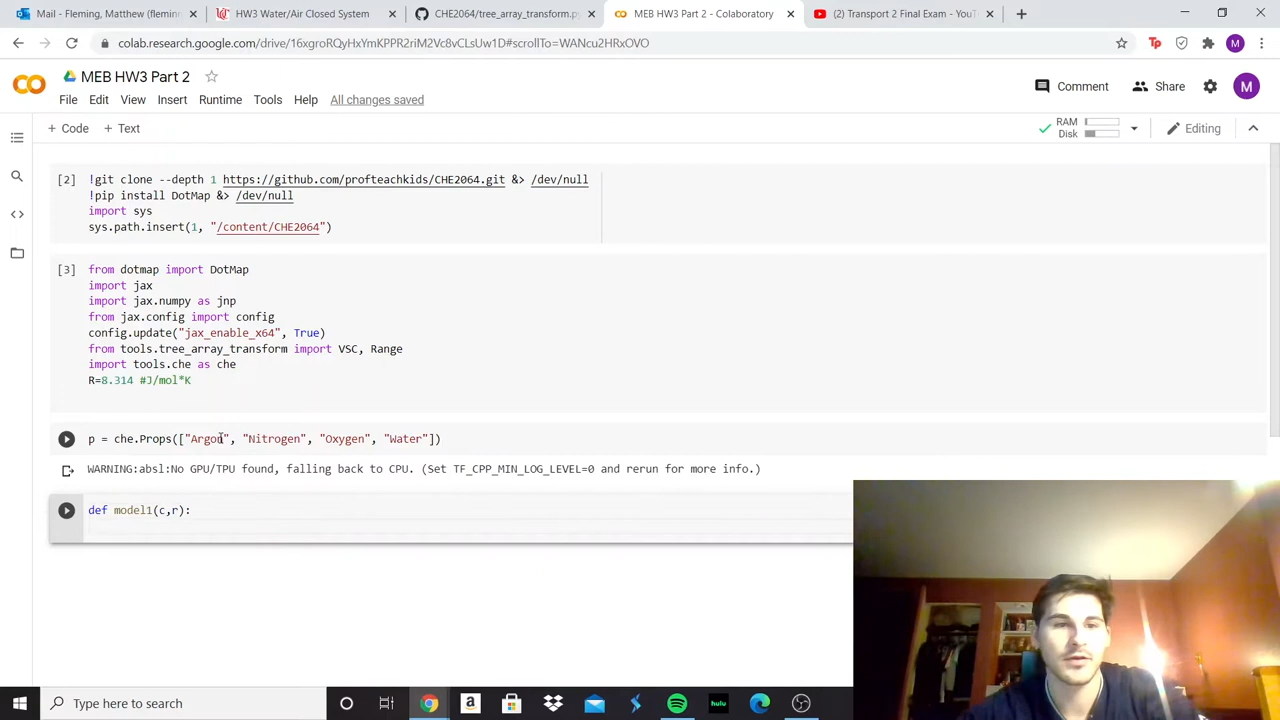 Mail - Fleming, Matthew (flemin
HW3 Water/Air Closed System
CHE2064/tree_array_transform.p
MEB HW3 Part 2 - Colaboratory
(2) Transport 2 Final Exam - You
colab.research.google.com/drive/16xgroRQyHxYmKPPR2riM2Vc8vCLsUw1D#scrollTo=WANcu2HRxOVO
MEB HW3 Part 2
File Edit View Insert Runtime Tools Help All changes saved
Comment Share
+ Code + Text
RAM
Disk
Editing
[2] !git clone --depth 1 https://github.com/profteachkids/CHE2064.git &> /dev/null
!pip install DotMap &> /dev/null
import sys
sys.path.insert(1, "/content/CHE2064")
[3] from dotmap import DotMap
import jax
import jax.numpy as jnp
from jax.config import config
config.update("jax_enable_x64", True)
from tools.tree_array_transform import VSC, Range
import tools.che as che
R=8.314 #J/mol*K
p = che.Props(["Argon", "Nitrogen", "Oxygen", "Water"])
WARNING:absl:No GPU/TPU found, falling back to CPU. (Set TF_CPP_MIN_LOG_LEVEL=0 and rerun for more info.)
def model1(c,r):
Type here to search
hulu